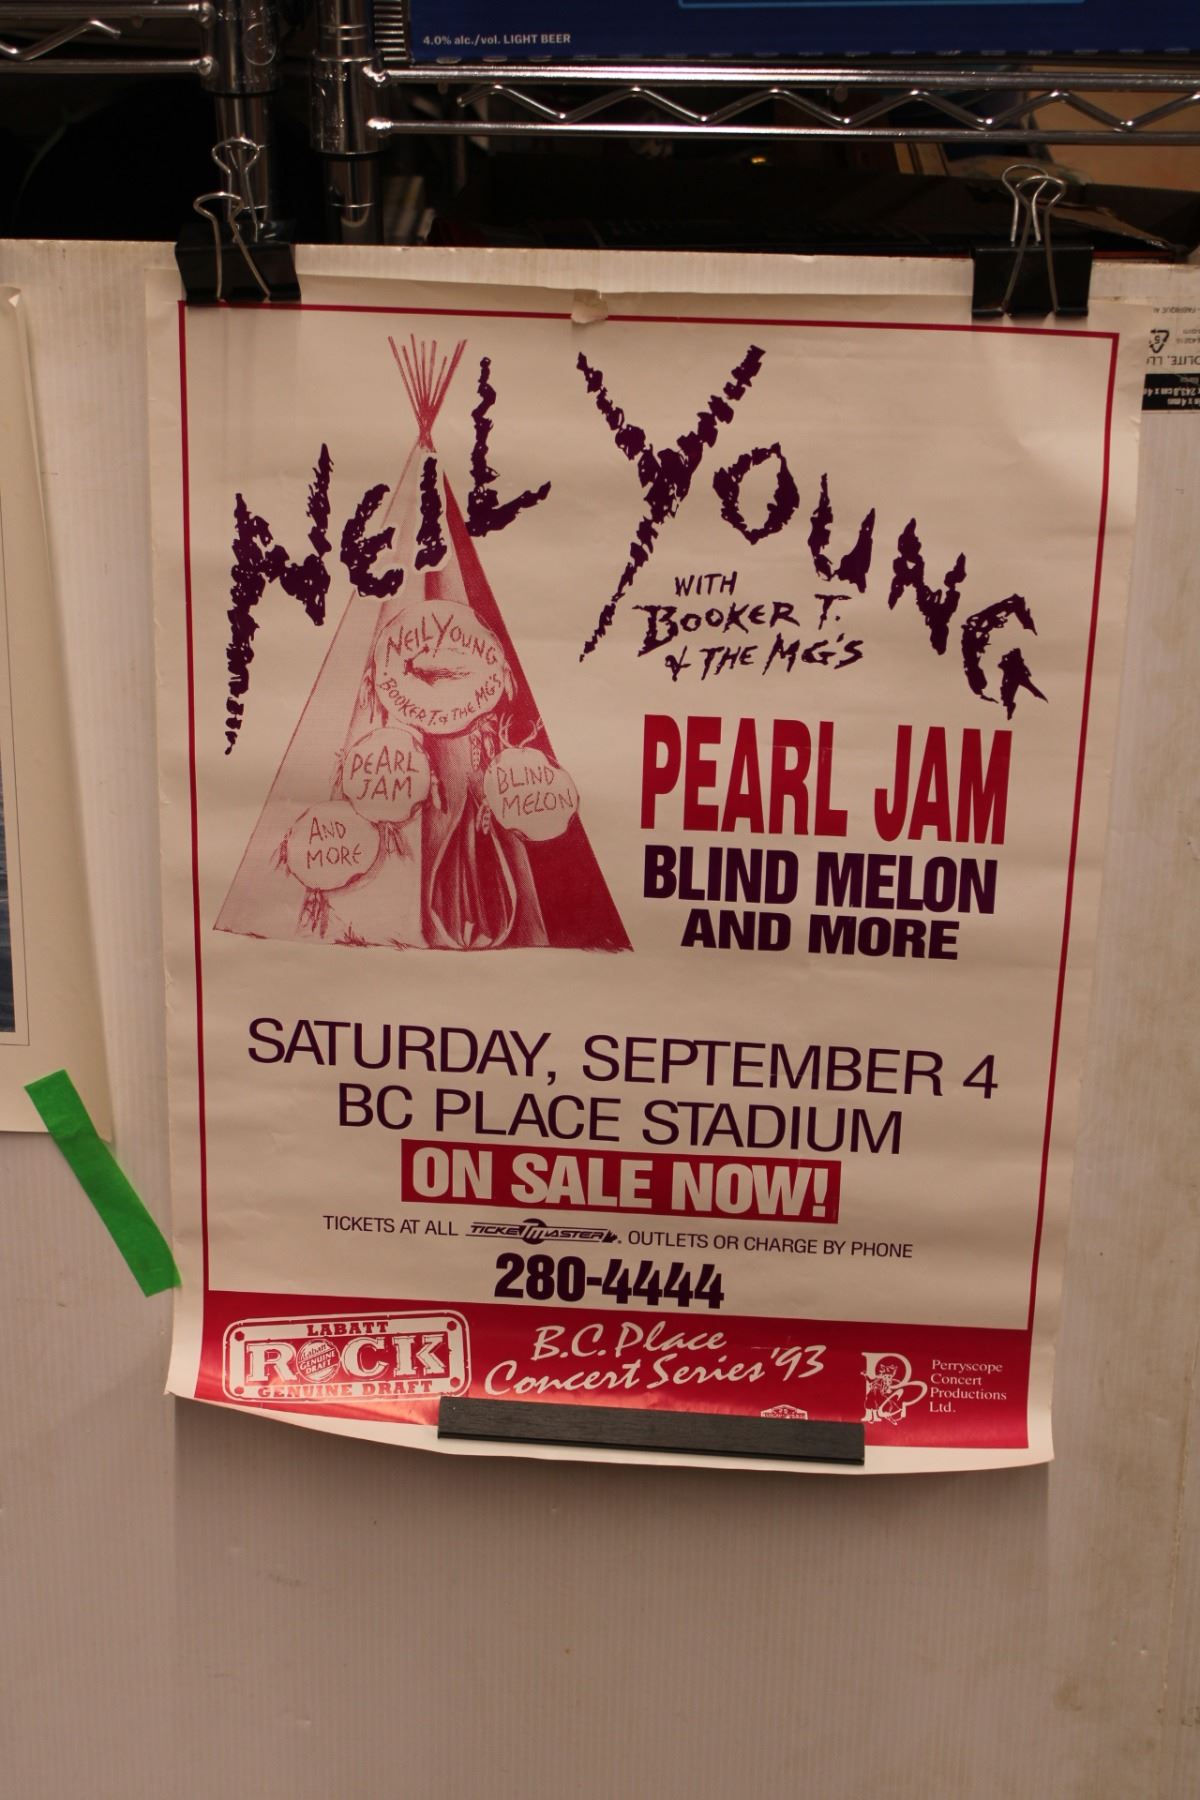 4.0% alc./vol. LIGHT BEER
NEIL YOUNG
WITH
BOOKER T.
& THE MG'S
NEIL YOUNG
BOOKER T. & THE MG'S
PEARL
JAM
BLIND
MELON
AND
MORE
PEARL JAM
BLIND MELON
AND MORE
SATURDAY, SEPTEMBER 4
BC PLACE STADIUM
ON SALE NOW!
TICKETS AT ALL TICKETMASTER. OUTLETS OR CHARGE BY PHONE
280-4444
LABATT
ROCK
Labatt
GENUINE
DRAFT
GENUINE DRAFT
B.C. Place
Concert Series '93
Perryscope
Concert
Productions
Ltd.